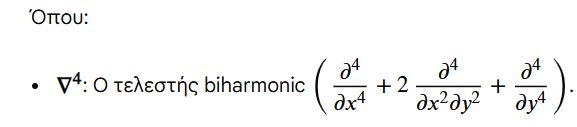 Όπου:
• ∇⁴: Ο τελεστής biharmonic (∂⁴/∂x⁴ + 2 ∂⁴/∂x²∂y² + ∂⁴/∂y⁴).